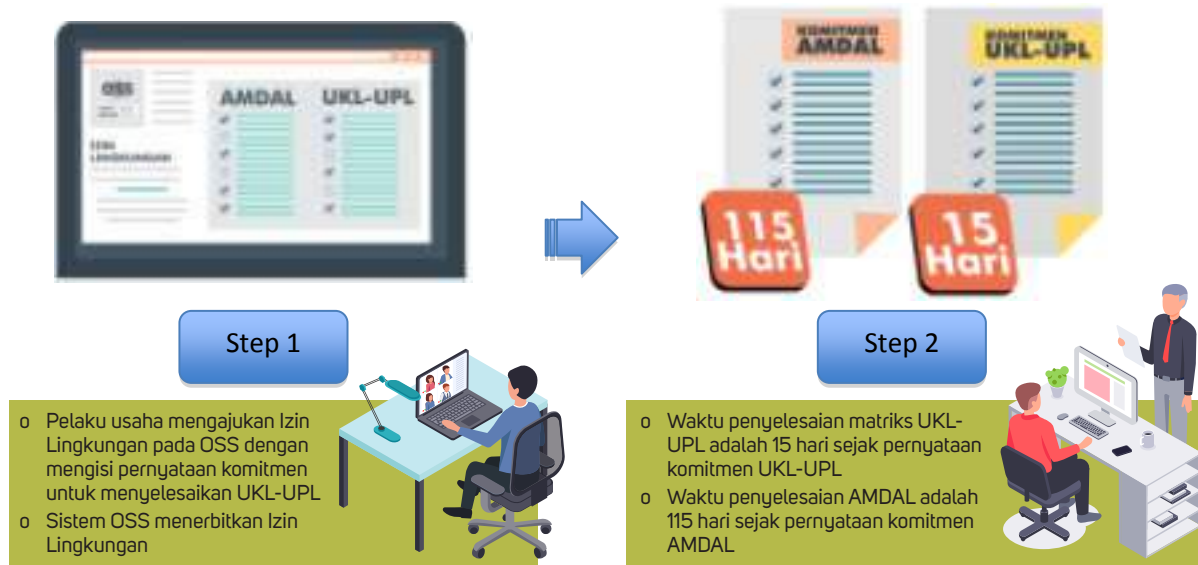 OSS
AMDAL
UKL-UPL
IZIN
LINGKUNGAN
KOMITMEN
AMDAL
KOMITMEN
UKL-UPL
115
Hari
15
Hari
Step 1
Step 2
o Pelaku usaha mengajukan Izin
Lingkungan pada OSS dengan
mengisi pernyataan komitmen
untuk menyelesaikan UKL-UPL
o Sistem OSS menerbitkan Izin
Lingkungan
o Waktu penyelesaian matriks UKL-
UPL adalah 15 hari sejak pernyataan
komitmen UKL-UPL
o Waktu penyelesaian AMDAL adalah
115 hari sejak pernyataan komitmen
AMDAL